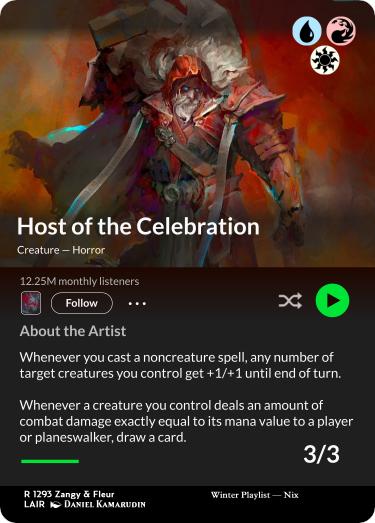 Host of the Celebration
Creature — Horror
12.25M monthly listeners
Follow
About the Artist
Whenever you cast a noncreature spell, any number of
target creatures you control get +1/+1 until end of turn.
Whenever a creature you control deals an amount of
combat damage exactly equal to its mana value to a player
or planeswalker, draw a card.
3/3
R 1293 Zangy & Fleur
LAIR Daniel Kamarudin
Winter Playlist — Nix